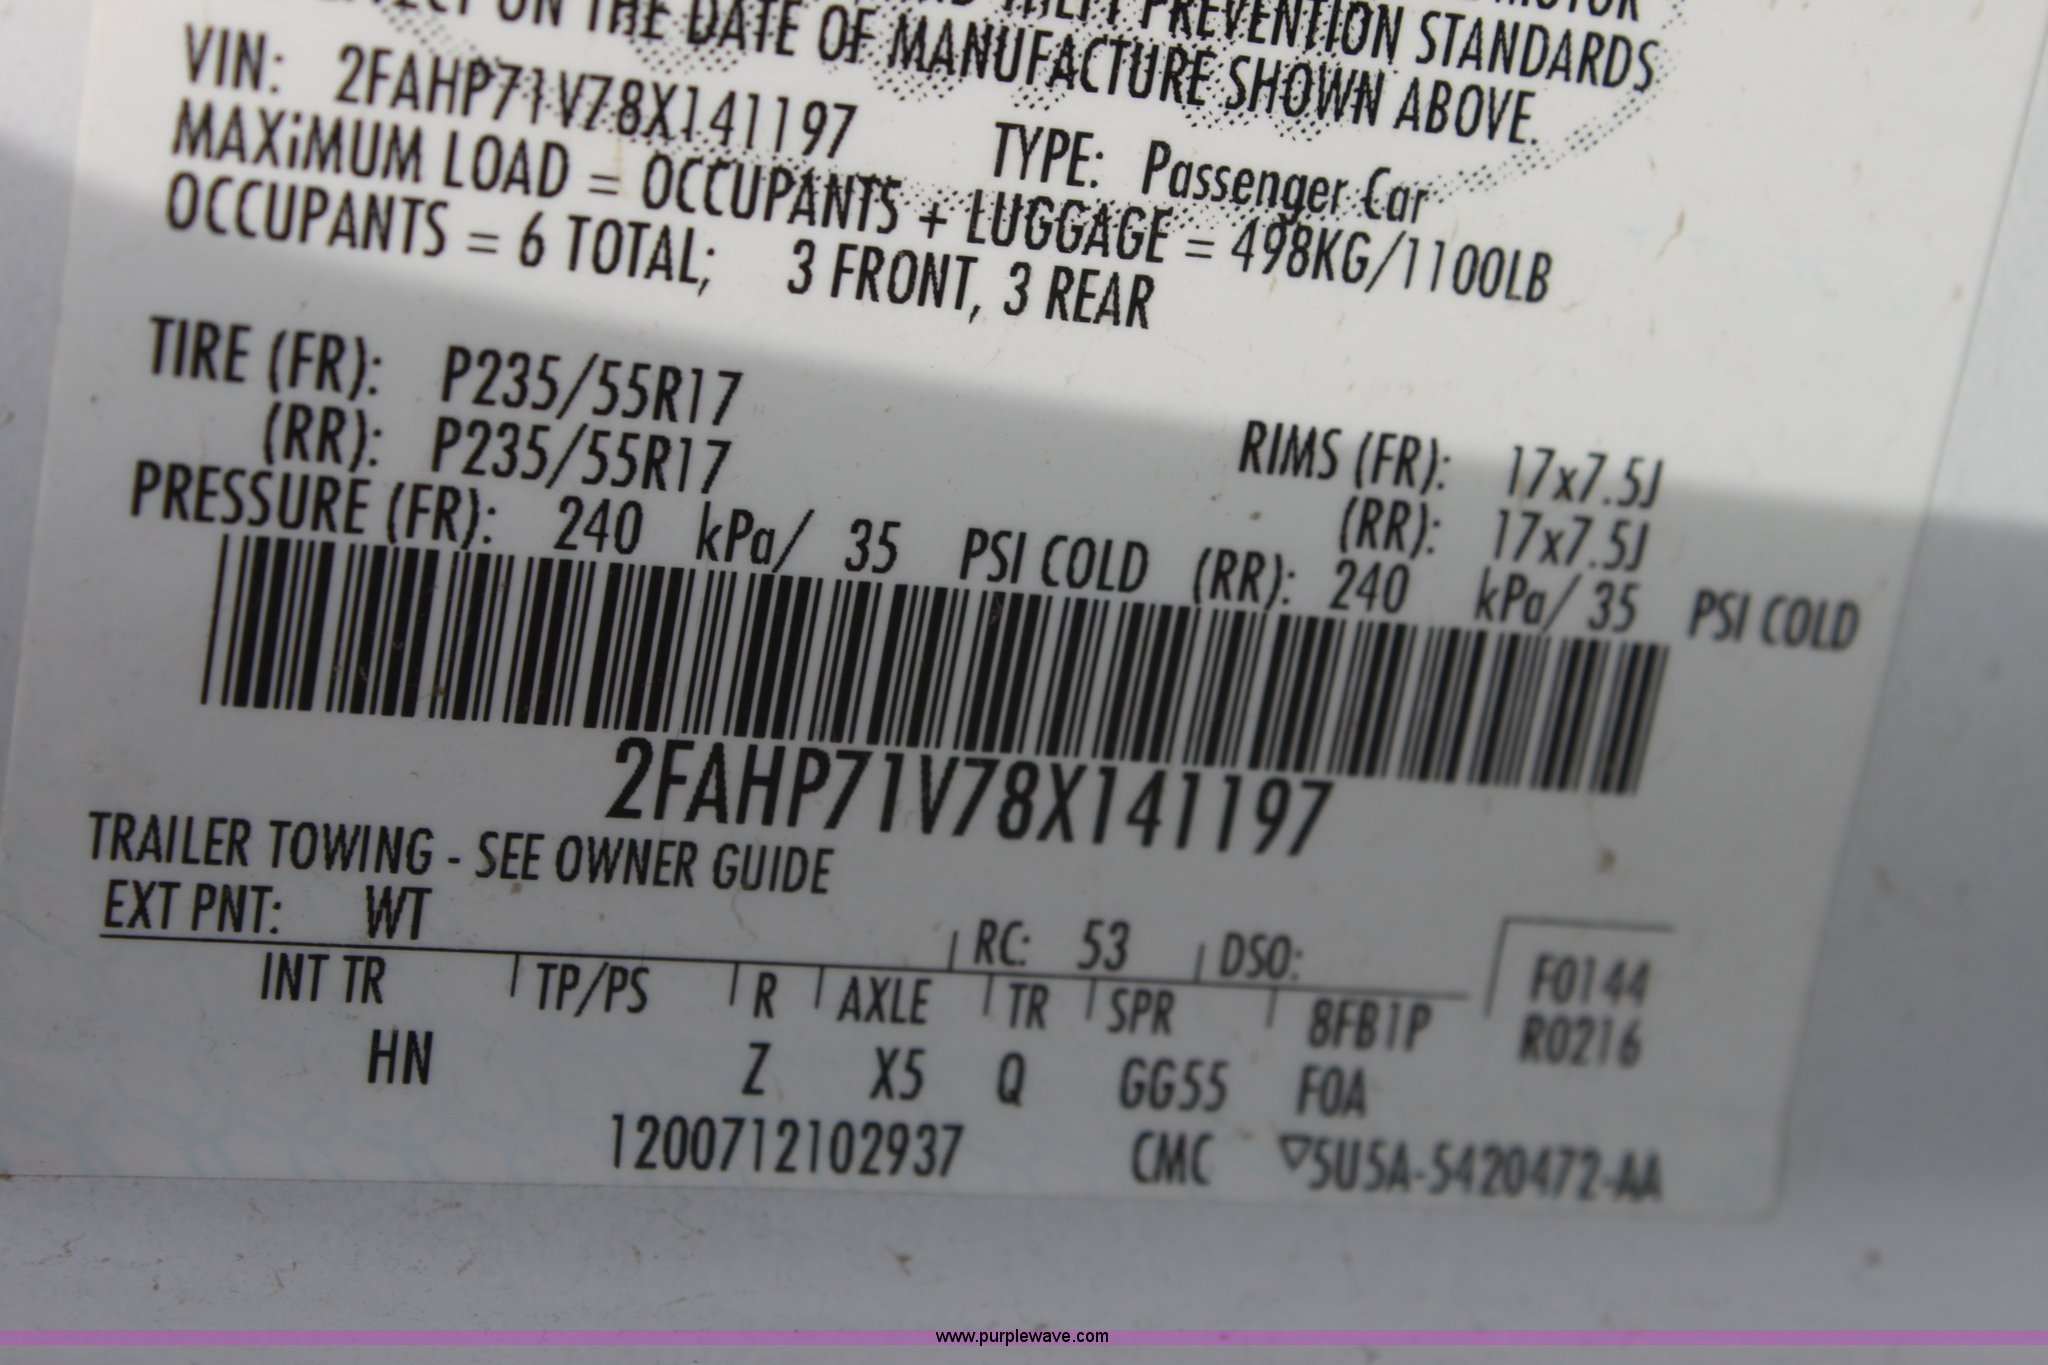 EFFECT ON THE DATE OF MANUFACTURE SHOWN ABOVE.
THEFT PREVENTION STANDARDS
MOTOR
VIN: 2FAHP71V78X141197
TYPE: Passenger Car
MAXiMUM LOAD = OCCUPANTS + LUGGAGE = 498KG/1100LB
OCCUPANTS = 6 TOTAL; 3 FRONT, 3 REAR
TIRE (FR): P235/55R17
RIMS (FR): 17x7.5J
(RR): P235/55R17
(RR): 17x7.5J
PRESSURE (FR): 240 kPa/ 35 PSI COLD (RR): 240 kPa/ 35 PSI COLD
2FAHP71V78X141197
TRAILER TOWING - SEE OWNER GUIDE
EXT PNT: WT
RC: 53 DSO:
F0144
R0216
INT TR TP/PS R AXLE TR SPR 8FB1P
HN Z X5 Q GG55 FOA
1200712102937 CMC ▽5U5A-5420472-AA
www.purplewave.com